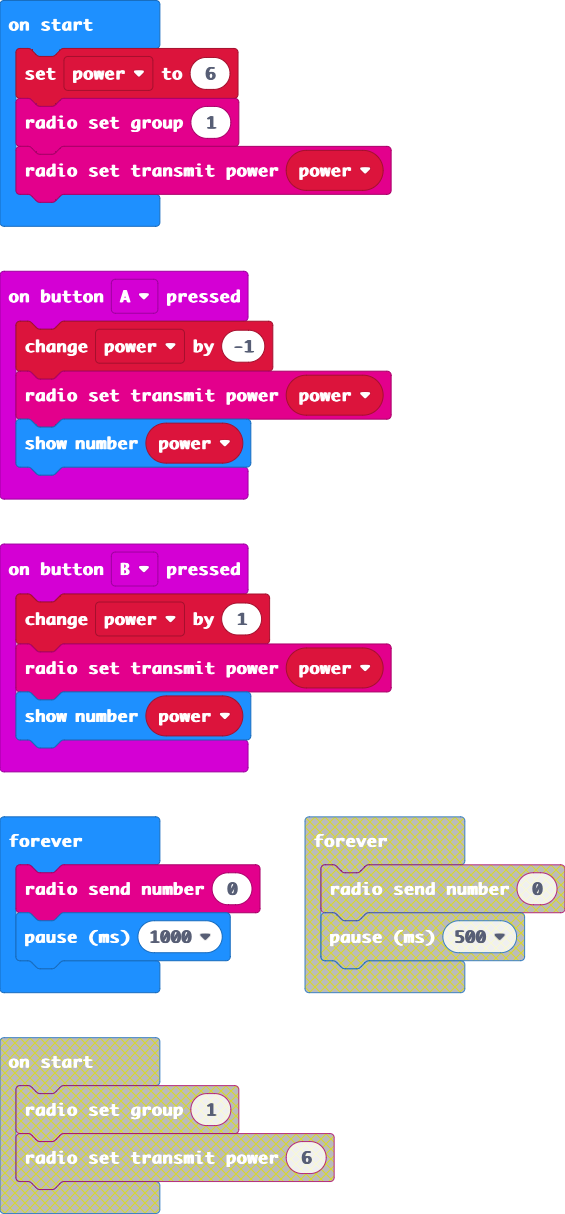 on start
set power to 6
radio set group 1
radio set transmit power power
on button A pressed
change power by -1
radio set transmit power power
show number power
on button B pressed
change power by 1
radio set transmit power power
show number power
forever
radio send number 0
pause (ms) 1000
forever
radio send number 0
pause (ms) 500
on start
radio set group 1
radio set transmit power 6